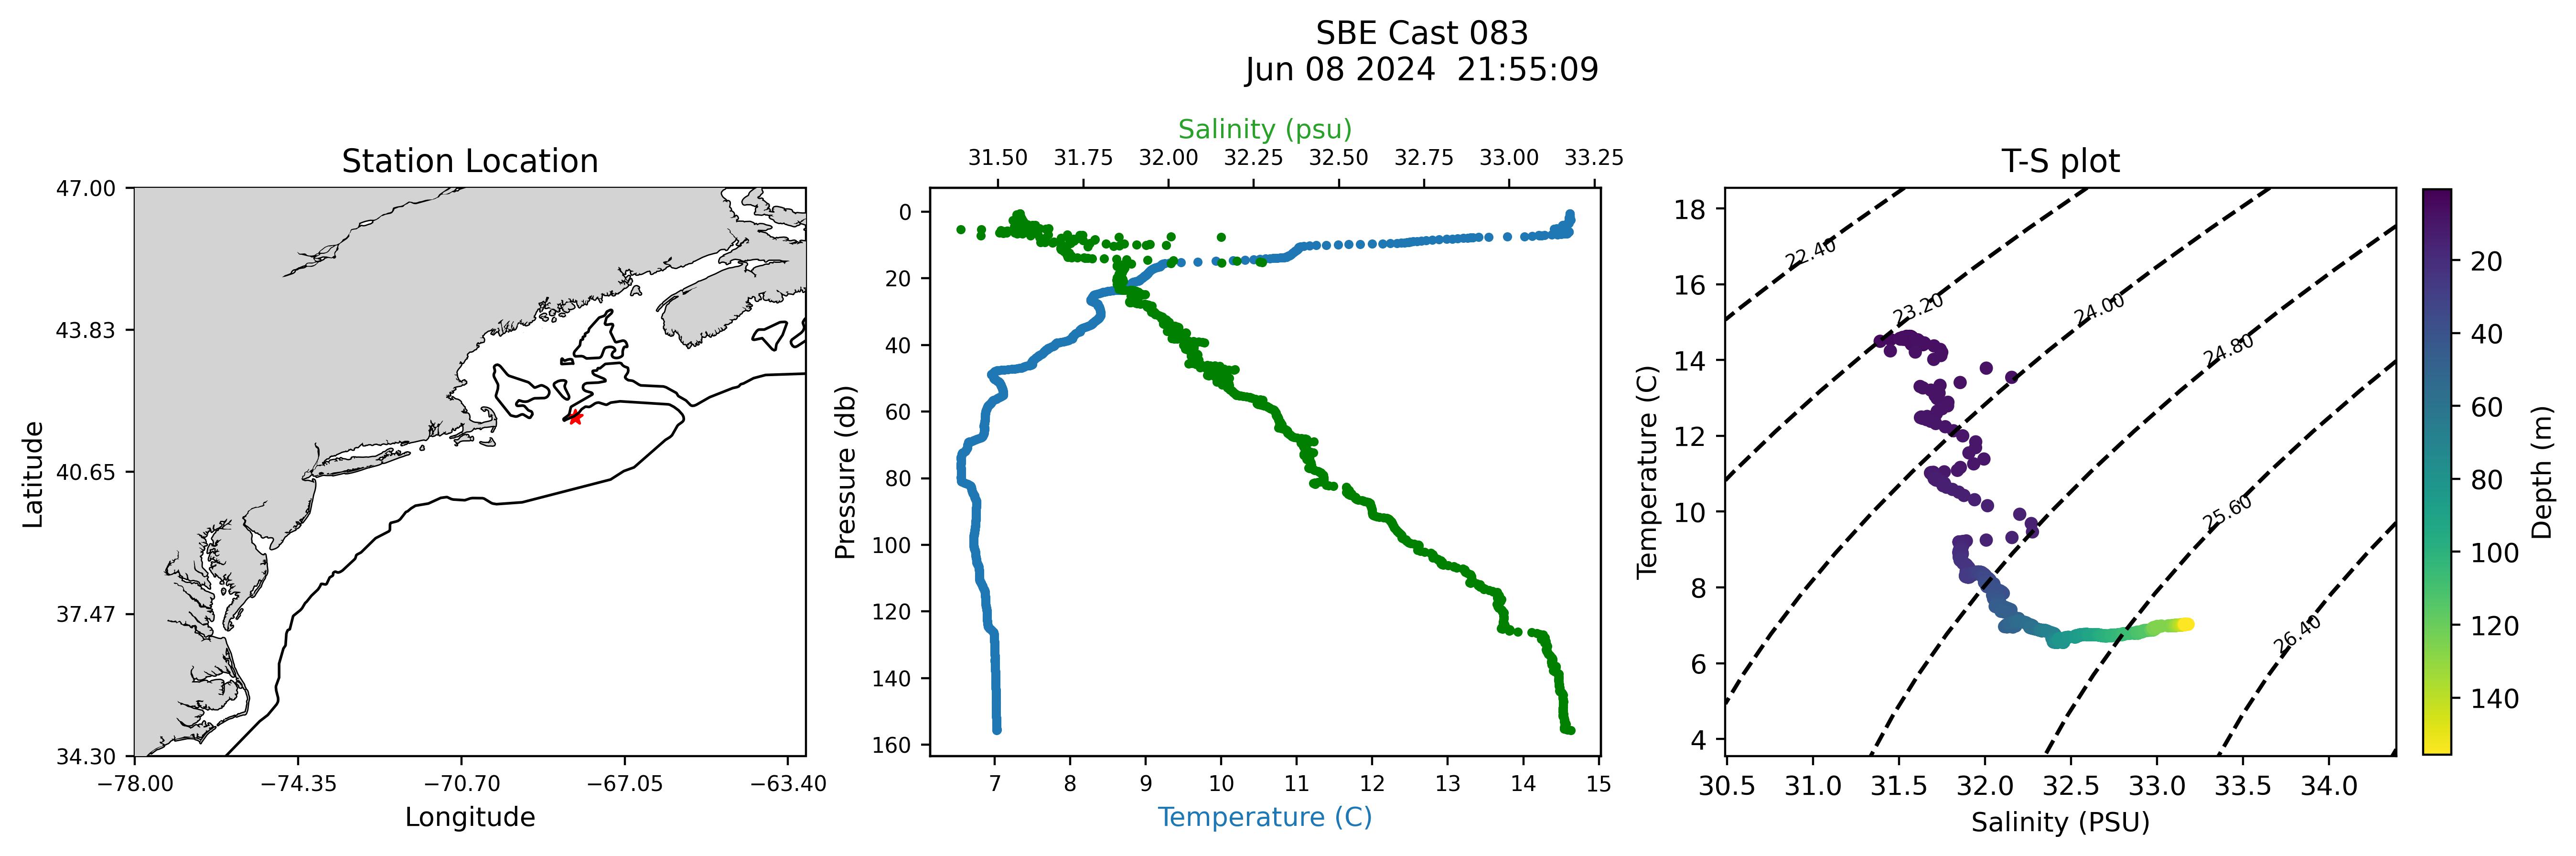 SBE Cast 083
Jun 08 2024  21:55:09
Station Location
47.00
43.83
40.65
37.47
34.30
−78.00 −74.35 −70.70 −67.05 −63.40
Latitude
Longitude
Salinity (psu)
31.50 31.75 32.00 32.25 32.50 32.75 33.00 33.25
0
20
40
60
80
100
120
140
160
Pressure (db)
7 8 9 10 11 12 13 14 15
Temperature (C)
T-S plot
18
16
14
12
10
8
6
4
Temperature (C)
22.40
23.20
24.00
24.80
25.60
26.40
30.5 31.0 31.5 32.0 32.5 33.0 33.5 34.0
Salinity (PSU)
20
40
60
80
100
120
140
Depth (m)